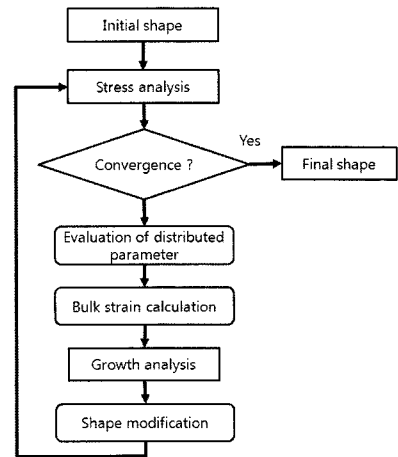 Initial shape
Stress analysis
Convergence ?
Yes
Final shape
Evaluation of distributed
parameter
Bulk strain calculation
Growth analysis
Shape modification